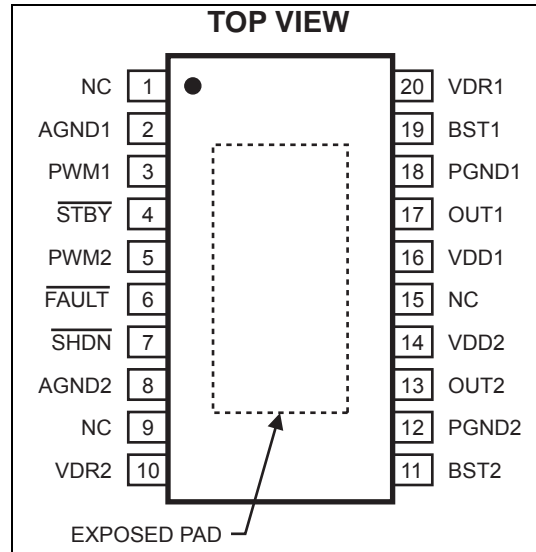 TOP VIEW
NC 1
AGND1 2
PWM1 3
STBY 4
PWM2 5
FAULT 6
SHDN 7
AGND2 8
NC 9
VDR2 10
20 VDR1
19 BST1
18 PGND1
17 OUT1
16 VDD1
15 NC
14 VDD2
13 OUT2
12 PGND2
11 BST2
EXPOSED PAD